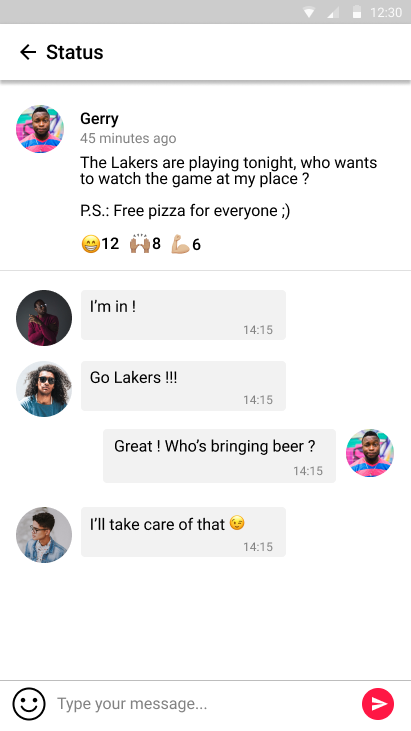 12:30
Status
Gerry
45 minutes ago
The Lakers are playing tonight, who wants
to watch the game at my place ?
P.S.: Free pizza for everyone ;)
😁12 🙌🏽8 💪🏼6
I’m in !
14:15
Go Lakers !!!
14:15
Great ! Who’s bringing beer ?
14:15
I’ll take care of that 😉
14:15
Type your message...